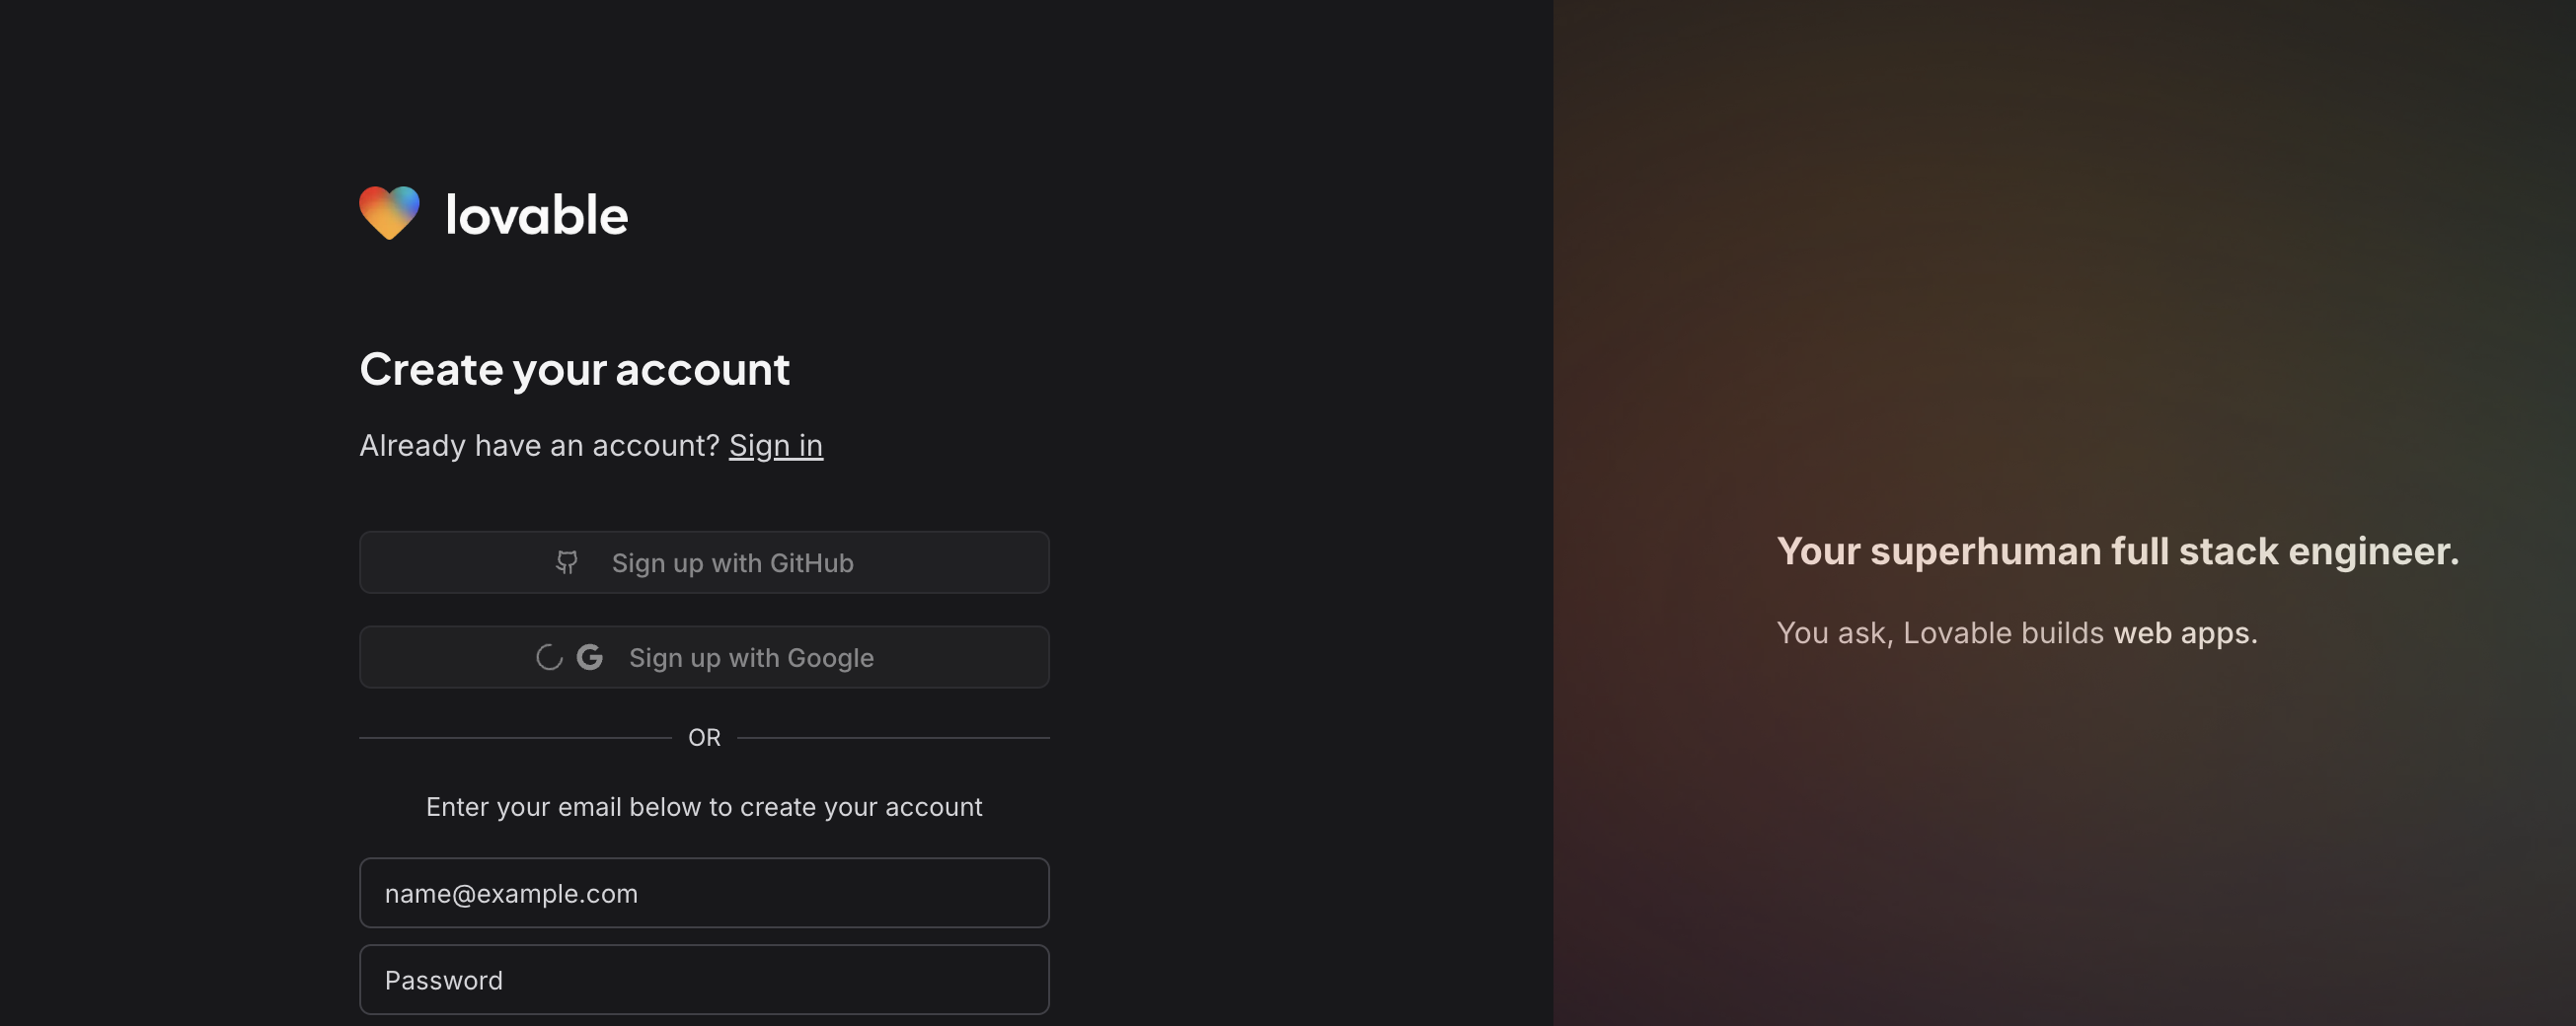 lovable
Create your account
Already have an account? Sign in
Sign up with GitHub
Sign up with Google
OR
Enter your email below to create your account
name@example.com
Password
Your superhuman full stack engineer.
You ask, Lovable builds web apps.